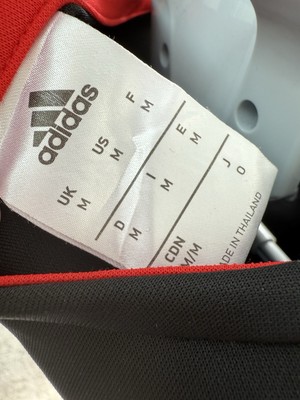 adidas
UK US F
M M M
D I E
M M M
CDN J
M/M O
MADE IN THAILAND